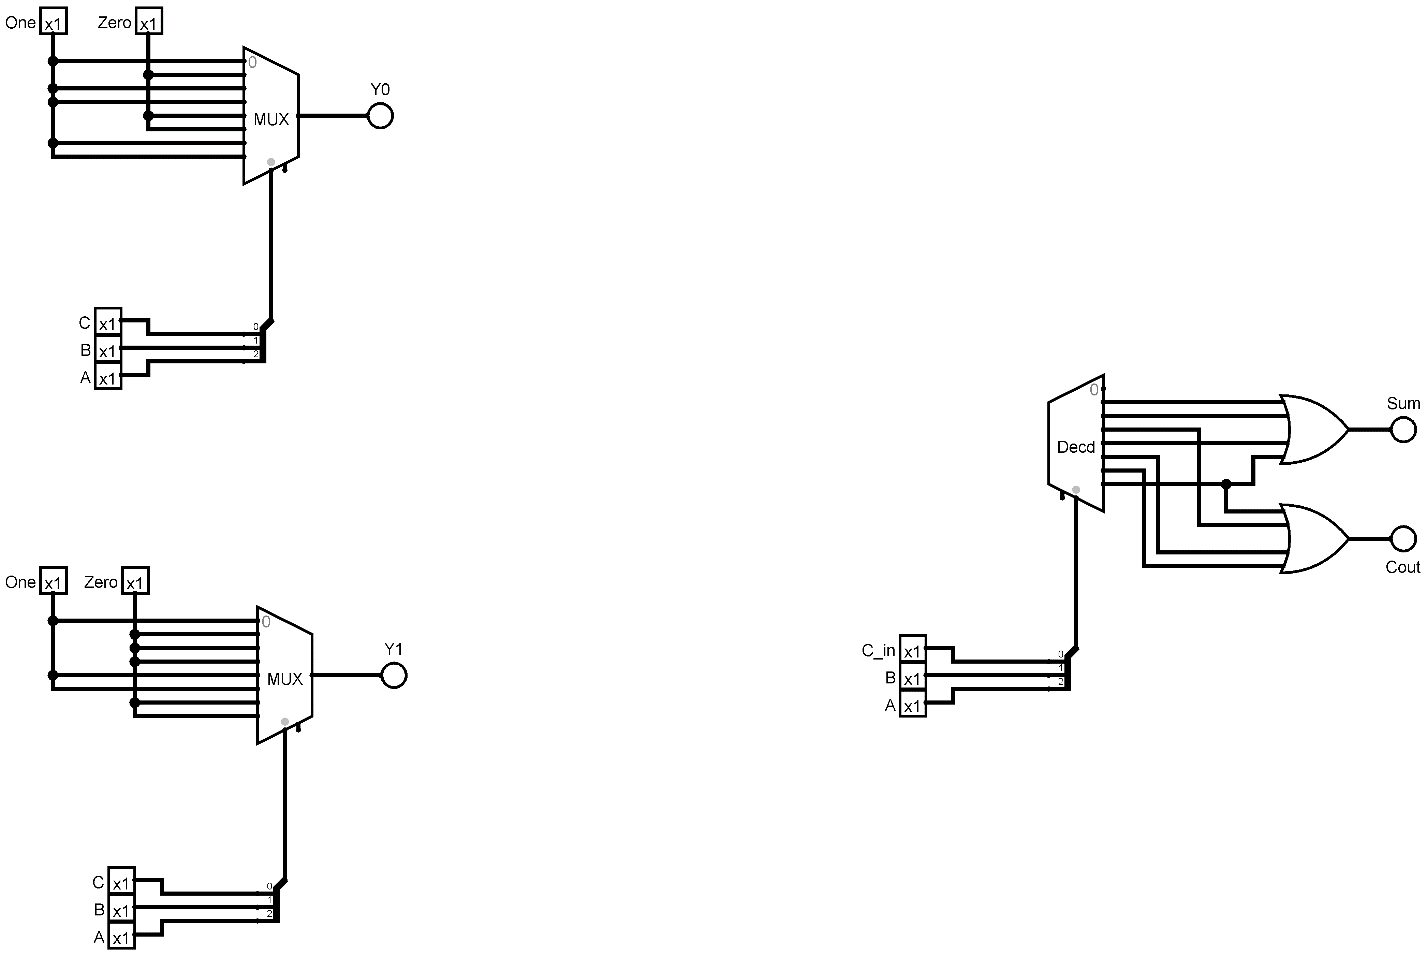 One x1 Zero x1
0
MUX
Y0
C x1
B x1
A x1
0
1
2
One x1 Zero x1
0
MUX
Y1
C x1
B x1
A x1
0
1
2
0
Decd
Sum
Cout
C_in x1
B x1
A x1
0
1
2